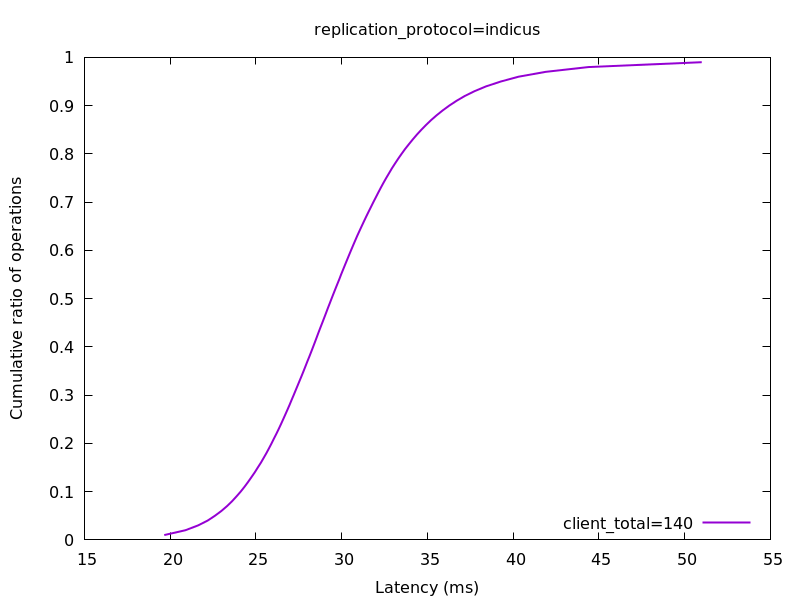 replication_protocol=indicus
1
0.9
0.8
0.7
0.6
0.5
0.4
0.3
0.2
0.1
0
Cumulative ratio of operations
client_total=140
15 20 25 30 35 40 45 50 55
Latency (ms)